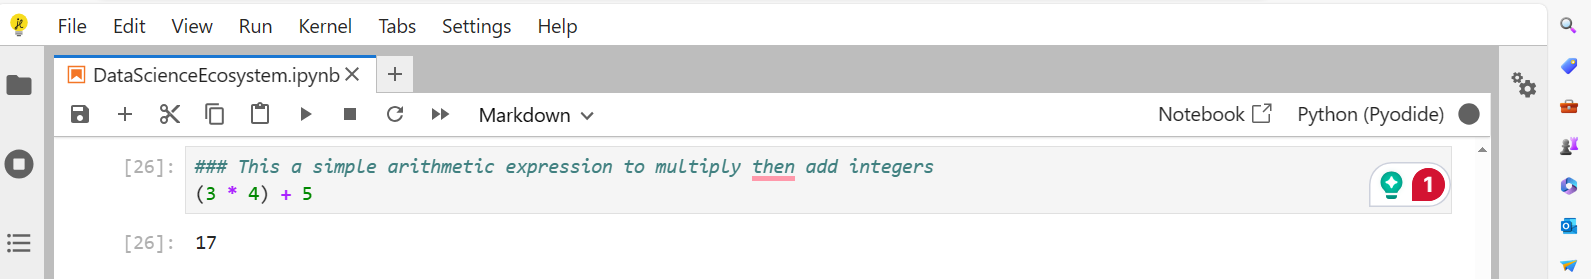 File Edit View Run Kernel Tabs Settings Help
DataScienceEcosystem.ipynb
Markdown Notebook Python (Pyodide)
[26]: ### This a simple arithmetic expression to multiply then add integers
(3 * 4) + 5
1
[26]: 17